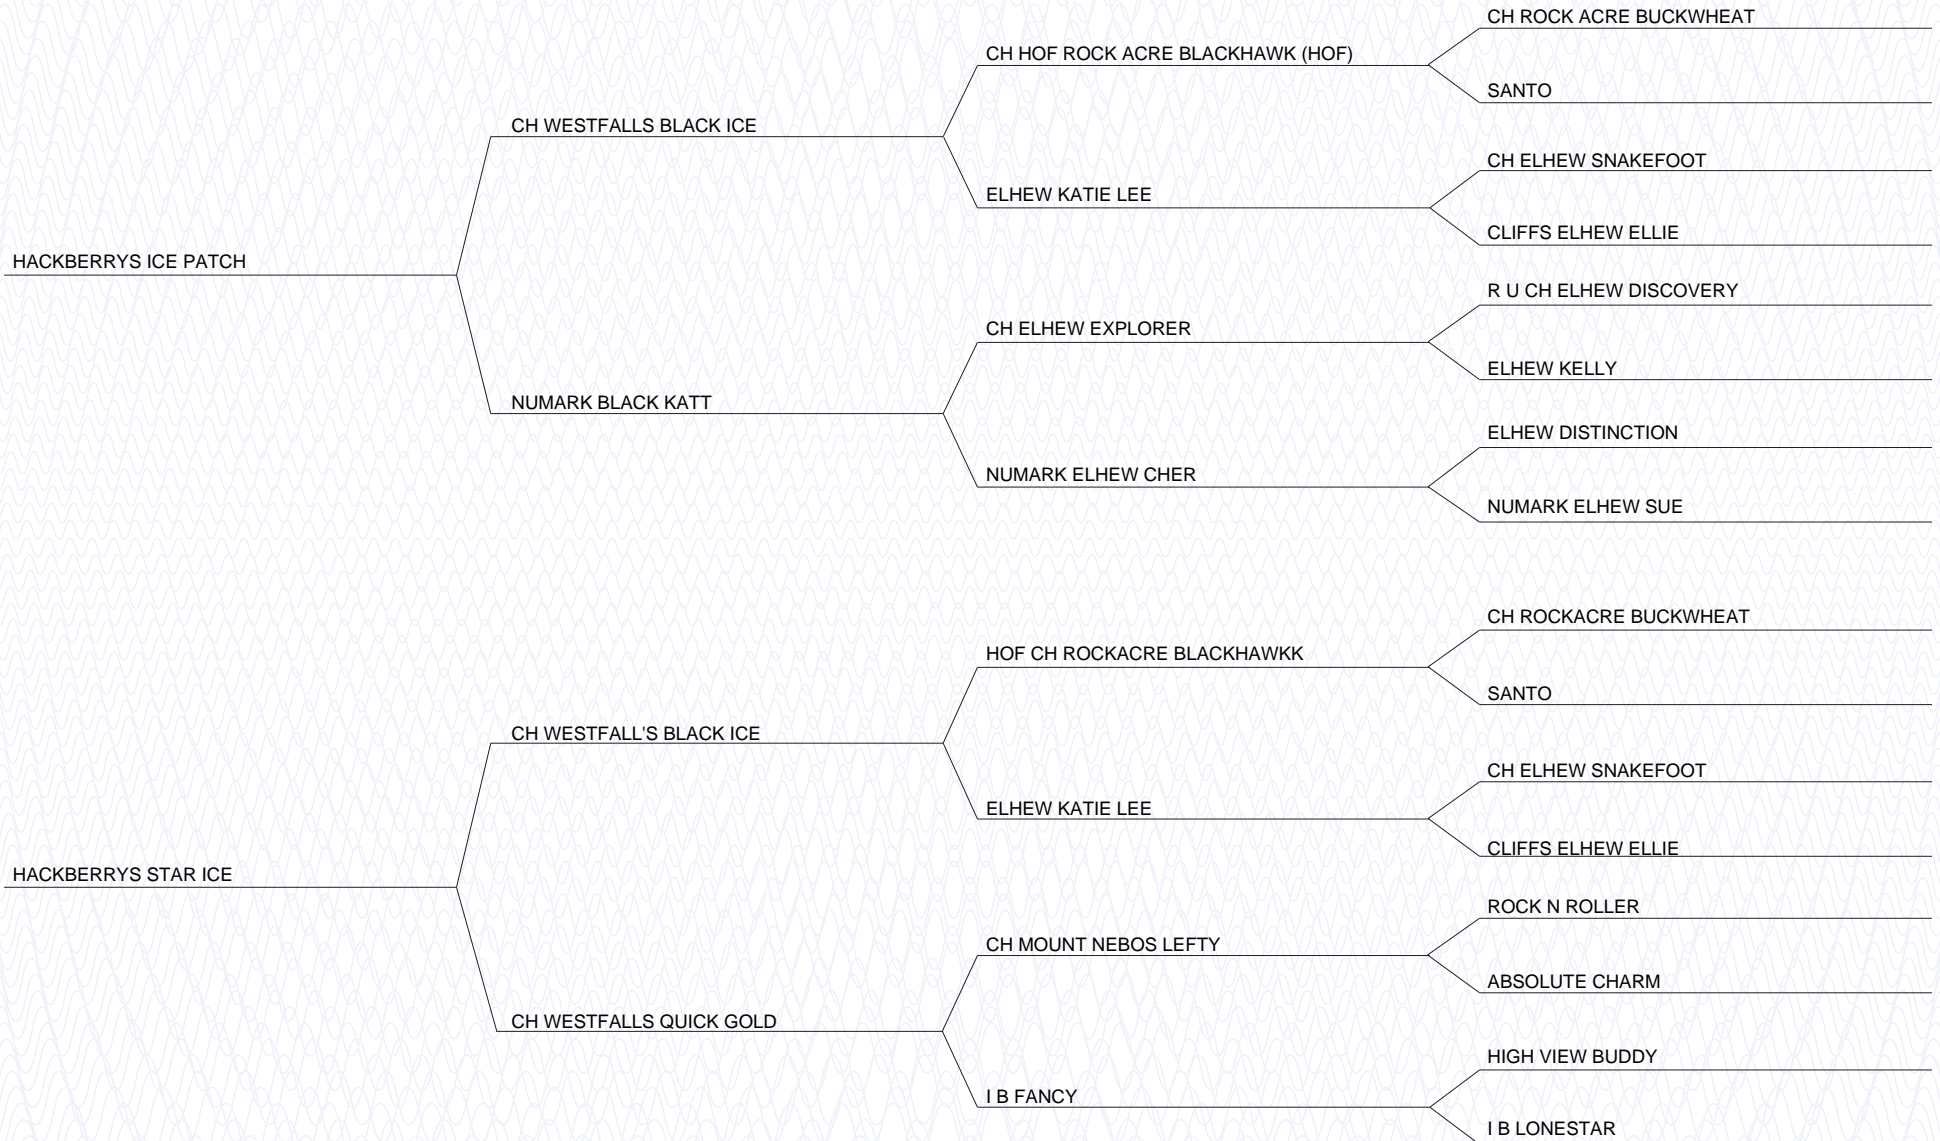 CH ROCK ACRE BUCKWHEAT
CH HOF ROCK ACRE BLACKHAWK (HOF)
SANTO
CH WESTFALLS BLACK ICE
CH ELHEW SNAKEFOOT
ELHEW KATIE LEE
CLIFFS ELHEW ELLIE
HACKBERRYS ICE PATCH
R U CH ELHEW DISCOVERY
CH ELHEW EXPLORER
ELHEW KELLY
NUMARK BLACK KATT
ELHEW DISTINCTION
NUMARK ELHEW CHER
NUMARK ELHEW SUE
CH ROCKACRE BUCKWHEAT
HOF CH ROCKACRE BLACKHAWKK
SANTO
CH WESTFALL'S BLACK ICE
CH ELHEW SNAKEFOOT
ELHEW KATIE LEE
CLIFFS ELHEW ELLIE
HACKBERRYS STAR ICE
ROCK N ROLLER
CH MOUNT NEBOS LEFTY
ABSOLUTE CHARM
CH WESTFALLS QUICK GOLD
HIGH VIEW BUDDY
I B FANCY
I B LONESTAR